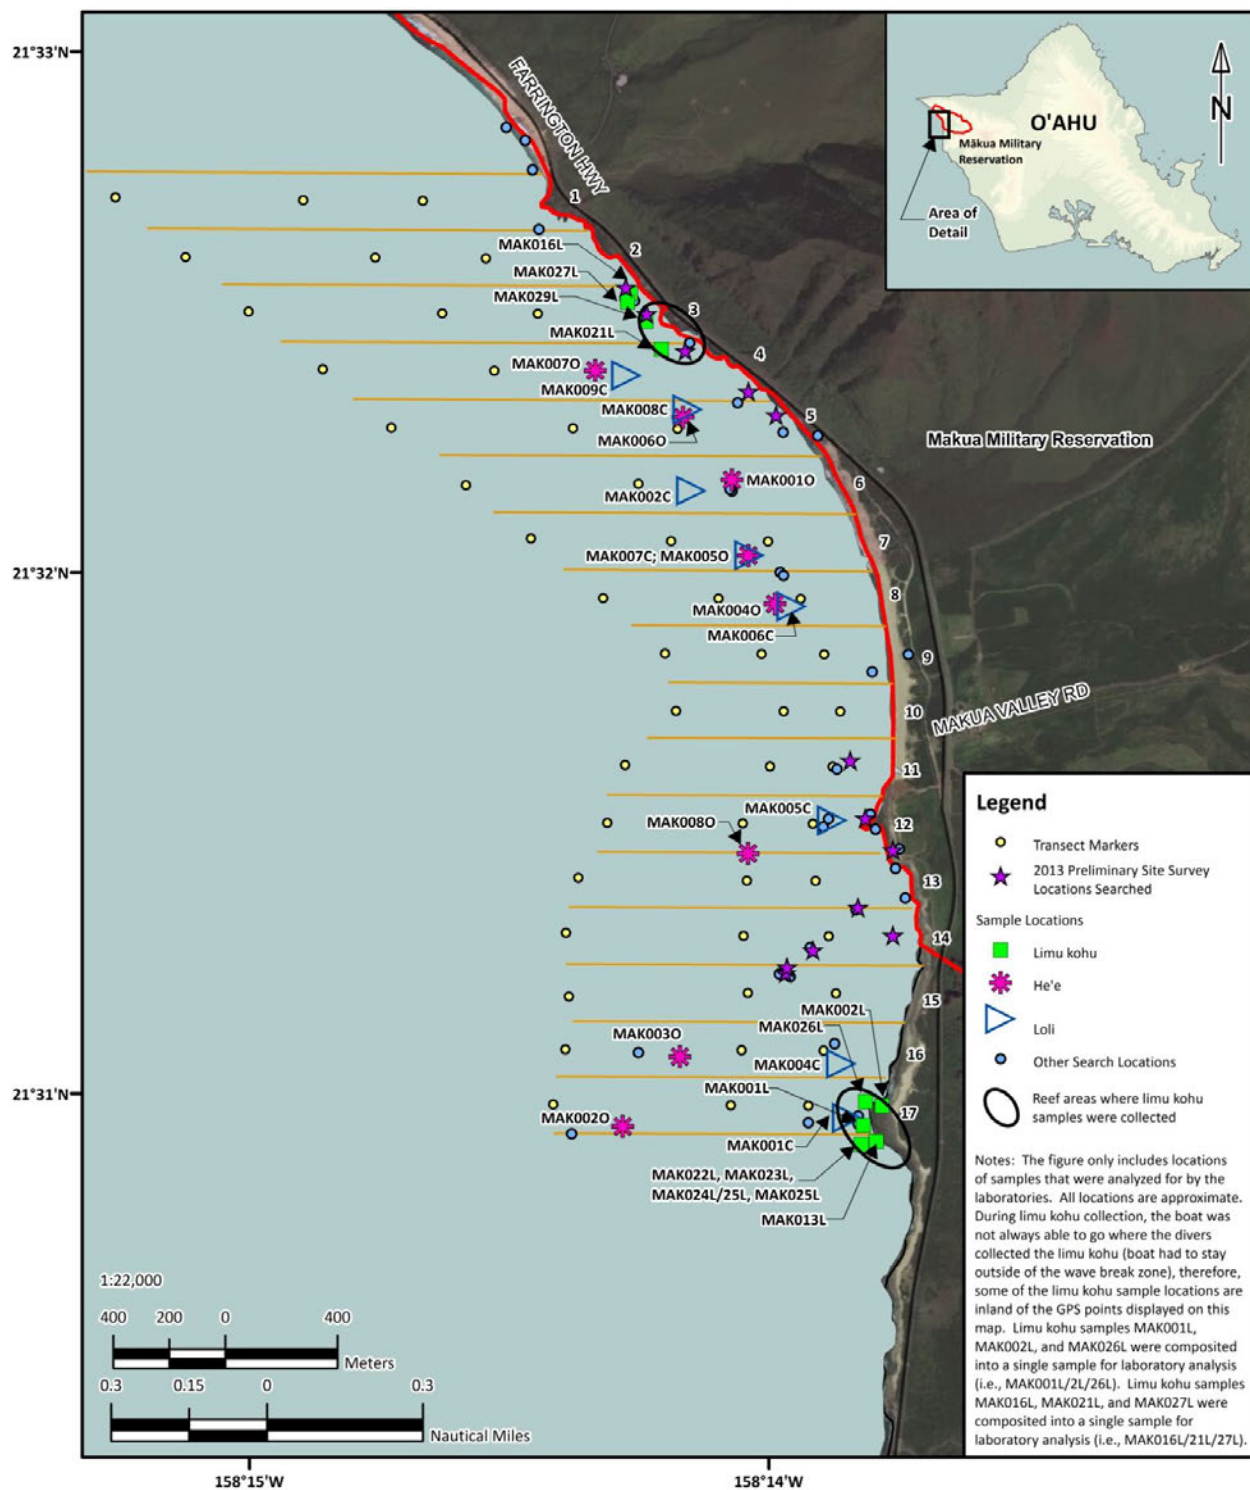 21°33'N
FARRINGTON HWY
O'AHU
N
Mākua Military
Reservation
Area of
Detail
1
2
MAK016L
MAK027L
MAK029L
3
MAK021L
4
MAK007O
MAK009C
MAK008C
5
MAK006O
Makua Military Reservation
6
MAK001O
MAK002C
7
MAK007C; MAK005O
21°32'N
8
MAK004O
MAK006C
9
10
MAKUA VALLEY RD
11
MAK005C
MAK008O
12
13
14
15
MAK002L
MAK026L
MAK003O
16
MAK004C
MAK001L
21°31'N
17
MAK002O
MAK001C
MAK022L, MAK023L,
MAK024L/25L, MAK025L
MAK013L
1:22,000
400 200 0 400
Meters
0.3 0.15 0 0.3
Nautical Miles
158°15'W
158°14'W
Legend
Transect Markers
2013 Preliminary Site Survey
Locations Searched
Sample Locations
Limu kohu
He'e
Loli
Other Search Locations
Reef areas where limu kohu
samples were collected
Notes: The figure only includes locations
of samples that were analyzed for by the
laboratories. All locations are approximate.
During limu kohu collection, the boat was
not always able to go where the divers
collected the limu kohu (boat had to stay
outside of the wave break zone), therefore,
some of the limu kohu sample locations are
inland of the GPS points displayed on this
map. Limu kohu samples MAK001L,
MAK002L, and MAK026L were composited
into a single sample for laboratory analysis
(i.e., MAK001L/2L/26L). Limu kohu samples
MAK016L, MAK021L, and MAK027L were
composited into a single sample for
laboratory analysis (i.e., MAK016L/21L/27L).